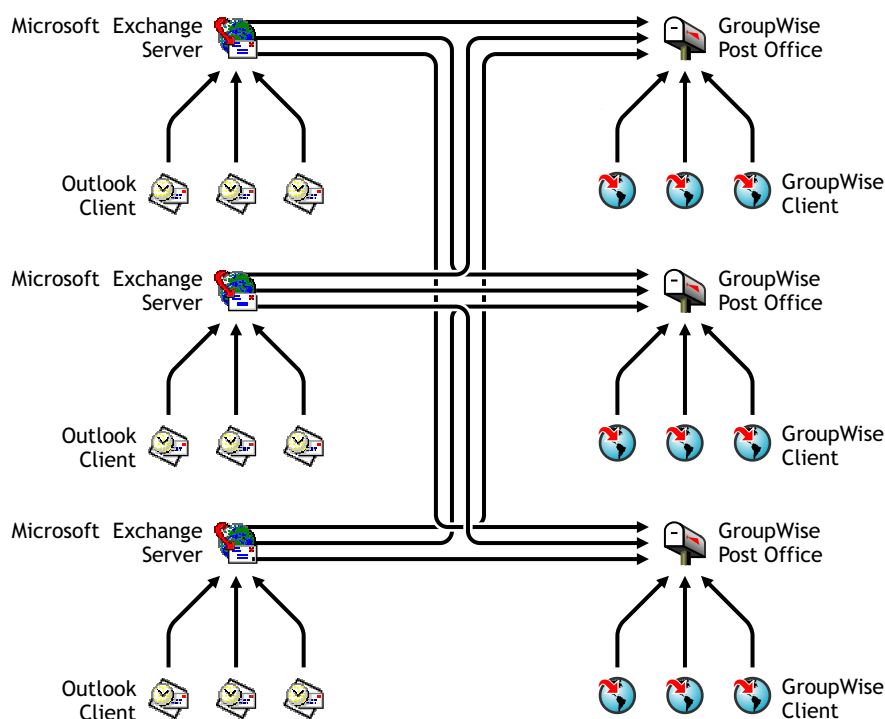 Microsoft Exchange
Server
GroupWise
Post Office
Outlook
Client
GroupWise
Client
Microsoft Exchange
Server
GroupWise
Post Office
Outlook
Client
GroupWise
Client
Microsoft Exchange
Server
GroupWise
Post Office
Outlook
Client
GroupWise
Client